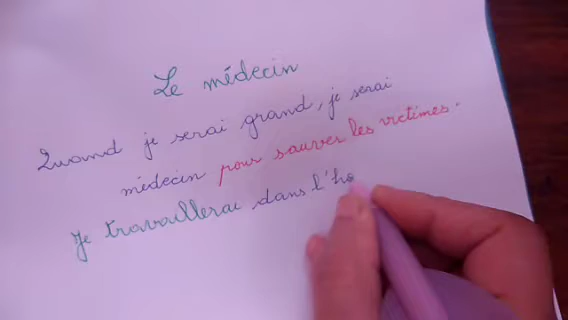 Le médecin
Quand je serai grand, je serai
médecin pour sauver les victimes.
Je travaillerai dans l'ho